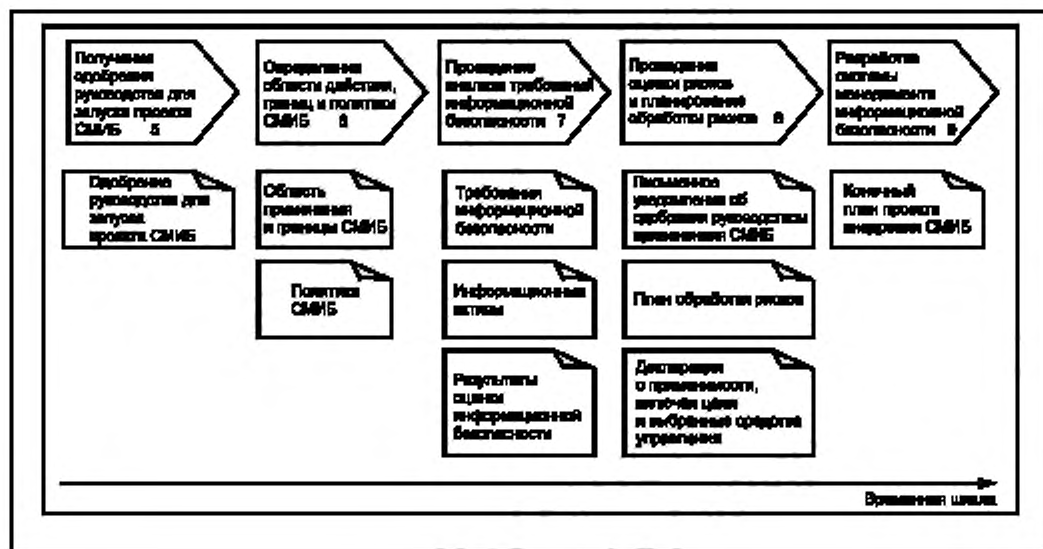 Получение
одобрения
руководства для
запуска проекта
СМИБ 5
Определение
области действия,
границ и политики
СМИБ 6
Проведение
анализа требований
информационной
безопасности 7
Проведение
оценки рисков
и планирование
обработки рисков 8
Разработка
системы
менеджмента
информационной
безопасности 9
Одобрение
руководства для
запуска
проекта СМИБ
Область
применения
и границы СМИБ
Требования
информационной
безопасности
Письменное
уведомление об
одобрении руководством
применения СМИБ
Конечный
план проекта
внедрения СМИБ
Политика
СМИБ
Информационные
активы
План обработки рисков
Результаты
оценки
информационной
безопасности
Декларация
о применимости,
включая цели
и выбранные средства
управления
Временная шкала